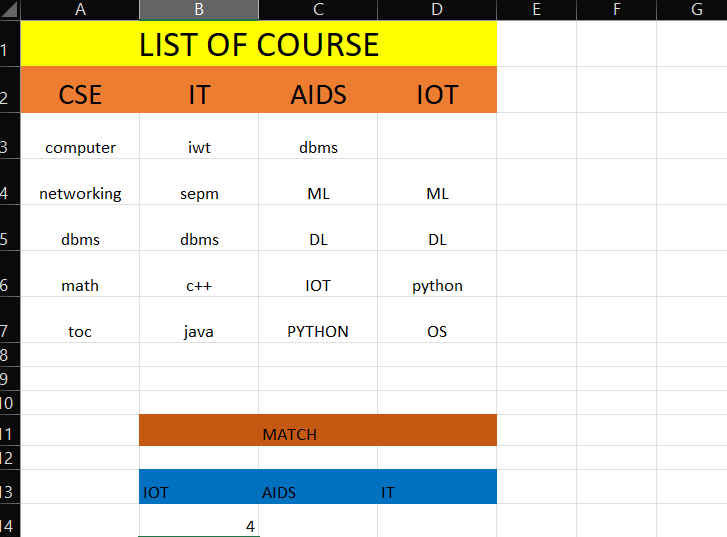 A B C D E F G
1 LIST OF COURSE
2 CSE IT AIDS IOT
3 computer iwt dbms
4 networking sepm ML ML
5 dbms dbms DL DL
6 math c++ IOT python
7 toc java PYTHON OS
8
9
10
11 MATCH
12
13 IOT AIDS IT
14 4